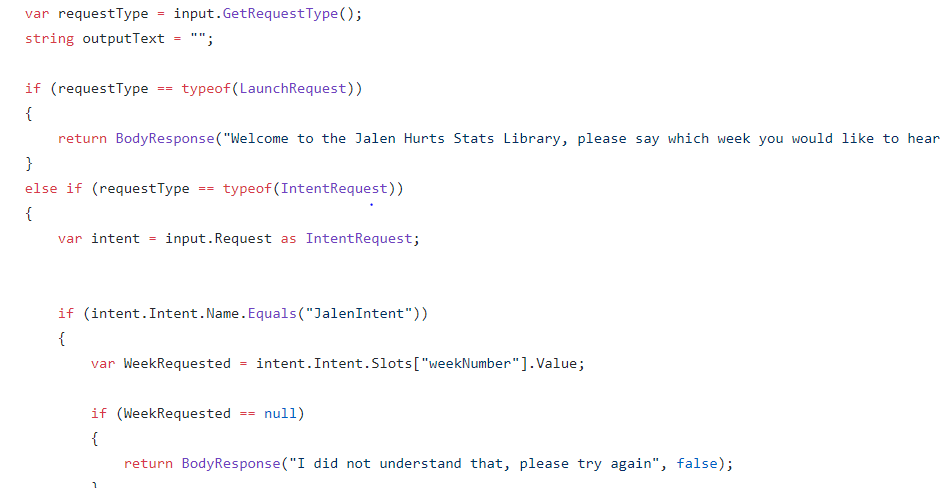 var requestType = input.GetRequestType();
string outputText = "";
if (requestType == typeof(LaunchRequest))
{
return BodyResponse("Welcome to the Jalen Hurts Stats Library, please say which week you would like to hear
}
else if (requestType == typeof(IntentRequest))
{
var intent = input.Request as IntentRequest;
if (intent.Intent.Name.Equals("JalenIntent"))
{
var WeekRequested = intent.Intent.Slots["weekNumber"].Value;
if (WeekRequested == null)
{
return BodyResponse("I did not understand that, please try again", false);
}